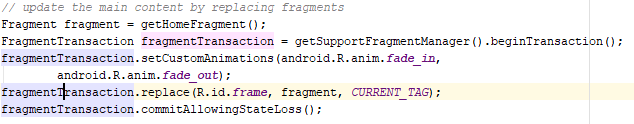 // update the main content by replacing fragments
Fragment fragment = getHomeFragment();
FragmentTransaction fragmentTransaction = getSupportFragmentManager().beginTransaction();
fragmentTransaction.setCustomAnimations(android.R.anim.fade_in,
        android.R.anim.fade_out);
fragmentTransaction.replace(R.id.frame, fragment, CURRENT_TAG);
fragmentTransaction.commitAllowingStateLoss();